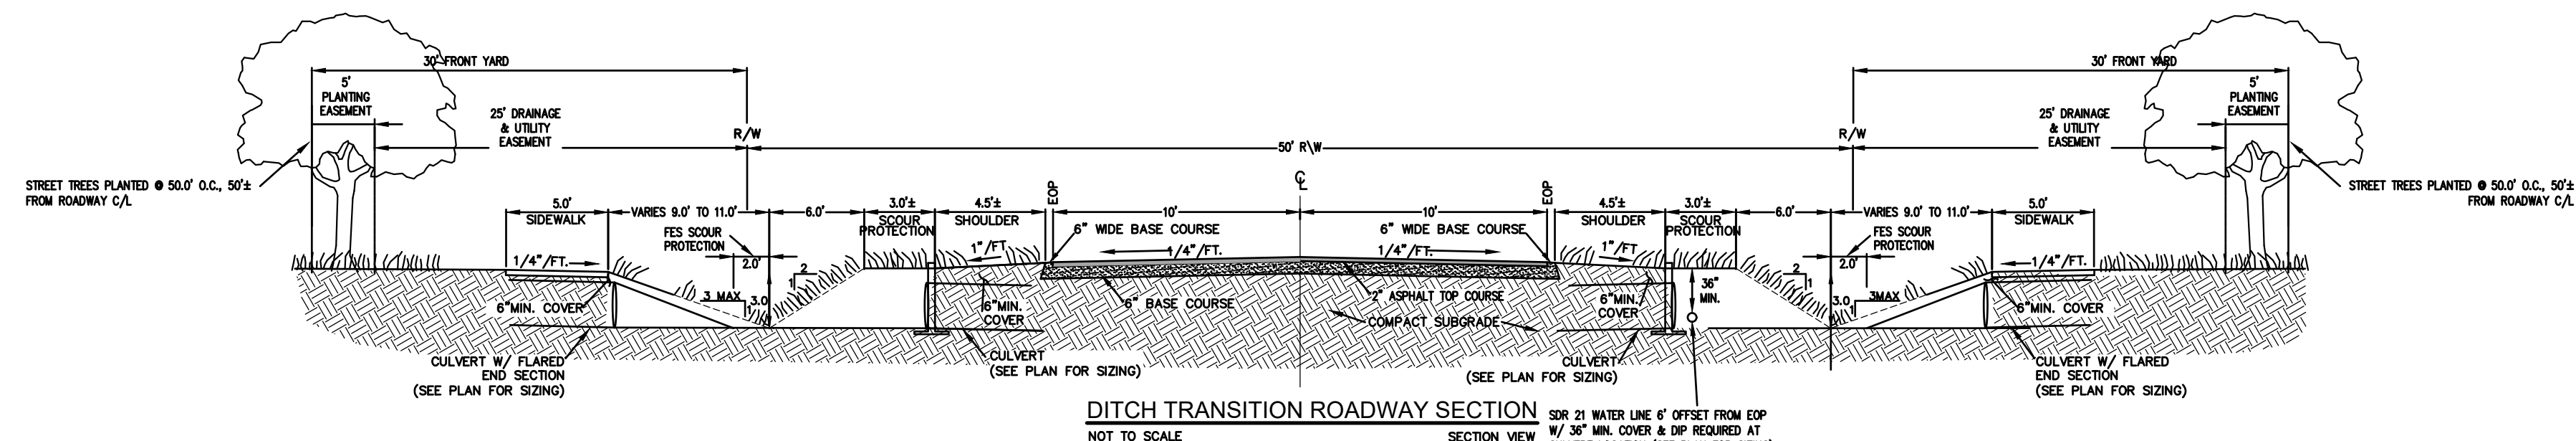 30' FRONT YARD
30' FRONT YARD
5'
PLANTING
EASEMENT
5'
PLANTING
EASEMENT
25' DRAINAGE
& UTILITY
EASEMENT
25' DRAINAGE
& UTILITY
EASEMENT
R/W
50' R\W
R/W
STREET TREES PLANTED @ 50.0' O.C., 50'±
FROM ROADWAY C/L
STREET TREES PLANTED @ 50.0' O.C., 50'±
FROM ROADWAY C/L
CL
EOP
EOP
5.0'
SIDEWALK
VARIES 9.0' TO 11.0'
6.0'
3.0'±
SCOUR
PROTECTION
4.5'±
SHOULDER
10'
10'
4.5'±
SHOULDER
3.0'±
SCOUR
PROTECTION
6.0'
VARIES 9.0' TO 11.0'
5.0'
SIDEWALK
FES SCOUR
PROTECTION
2.0'
6" WIDE BASE COURSE
6" WIDE BASE COURSE
FES SCOUR
PROTECTION
2.0'
1/4"/FT.
1"/FT
1/4"/FT.
1/4"/FT.
1"/FT
1/4"/FT.
2
1
2
1
3 MAX
1
3.0
3.0
1
3MAX
36"
MIN.
6"MIN. COVER
6"MIN.
COVER
6" BASE COURSE
2" ASPHALT TOP COURSE
COMPACT SUBGRADE
6"MIN.
COVER
6"MIN. COVER
CULVERT W/ FLARED
END SECTION
(SEE PLAN FOR SIZING)
CULVERT
(SEE PLAN FOR SIZING)
CULVERT
(SEE PLAN FOR SIZING)
CULVERT W/ FLARED
END SECTION
(SEE PLAN FOR SIZING)
DITCH TRANSITION ROADWAY SECTION
NOT TO SCALE
SECTION VIEW
SDR 21 WATER LINE 6' OFFSET FROM EOP
W/ 36" MIN. COVER & DIP REQUIRED AT